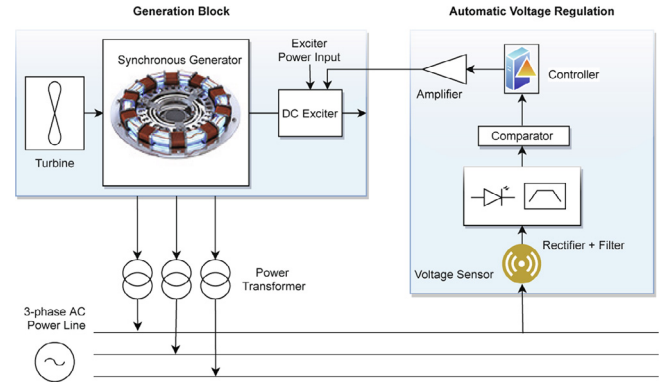 Generation Block
Automatic Voltage Regulation
Synchronous Generator
Exciter
Power Input
Turbine
DC Exciter
Amplifier
Controller
Comparator
Rectifier + Filter
Voltage Sensor
Power
Transformer
3-phase AC
Power Line